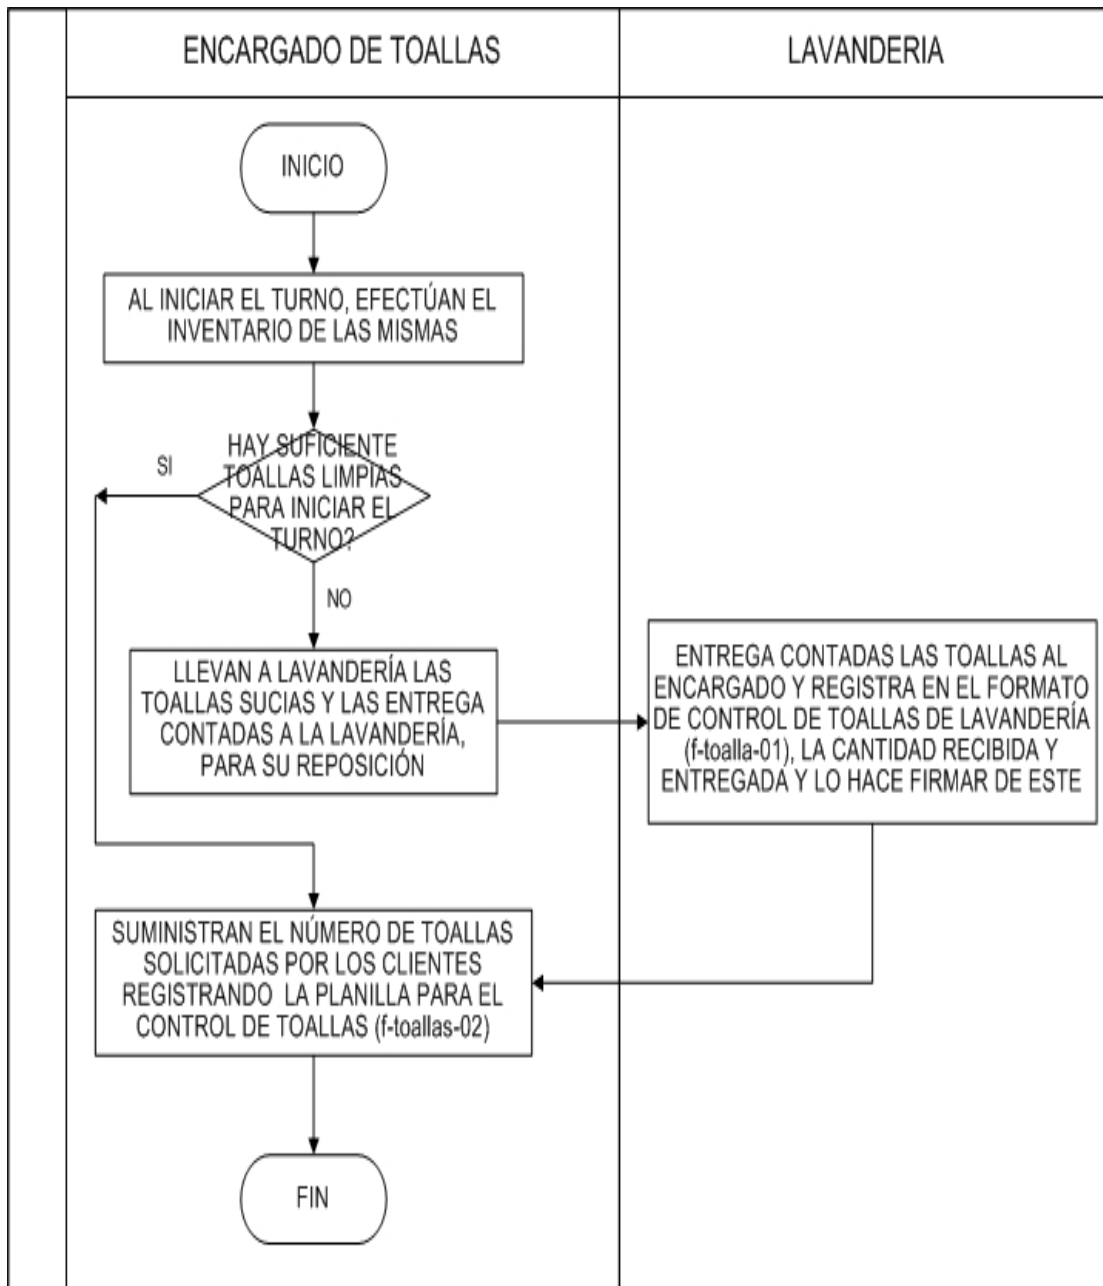 ENCARGADO DE TOALLAS
LAVANDERIA
INICIO
AL INICIAR EL TURNO, EFECTÚAN EL
INVENTARIO DE LAS MISMAS
HAY SUFICIENTE
TOALLAS LIMPIAS
PARA INICIAR EL
TURNO?
SI
NO
LLEVAN A LAVANDERÍA LAS
TOALLAS SUCIAS Y LAS ENTREGA
CONTADAS A LA LAVANDERÍA,
PARA SU REPOSICIÓN
ENTREGA CONTADAS LAS TOALLAS AL
ENCARGADO Y REGISTRA EN EL FORMATO
DE CONTROL DE TOALLAS DE LAVANDERÍA
(f-toalla-01), LA CANTIDAD RECIBIDA Y
ENTREGADA Y LO HACE FIRMAR DE ESTE
SUMINISTRAN EL NÚMERO DE TOALLAS
SOLICITADAS POR LOS CLIENTES
REGISTRANDO LA PLANILLA PARA EL
CONTROL DE TOALLAS (f-toallas-02)
FIN